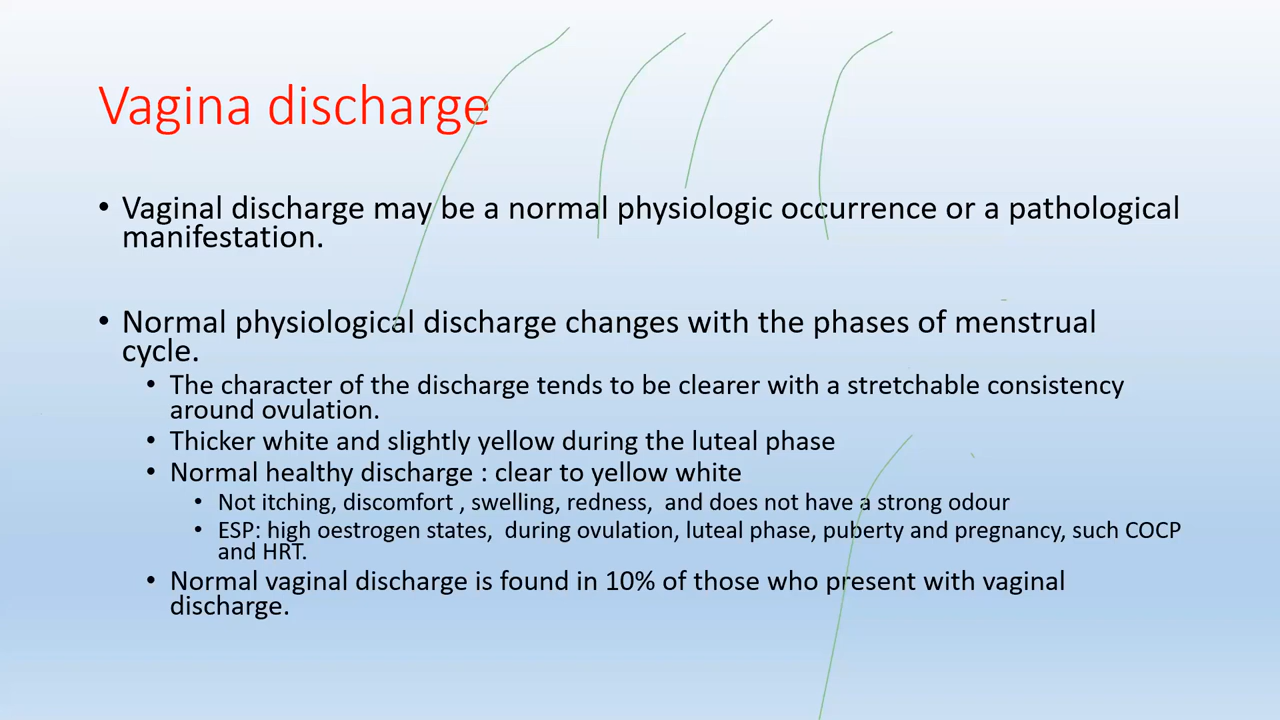 Vagina discharge
• Vaginal discharge may be a normal physiologic occurrence or a pathological
manifestation.
• Normal physiological discharge changes with the phases of menstrual
cycle.
• The character of the discharge tends to be clearer with a stretchable consistency
around ovulation.
• Thicker white and slightly yellow during the luteal phase
• Normal healthy discharge : clear to yellow white
• Not itching, discomfort , swelling, redness,  and does not have a strong odour
• ESP: high oestrogen states,  during ovulation, luteal phase, puberty and pregnancy, such COCP
and HRT.
• Normal vaginal discharge is found in 10% of those who present with vaginal
discharge.